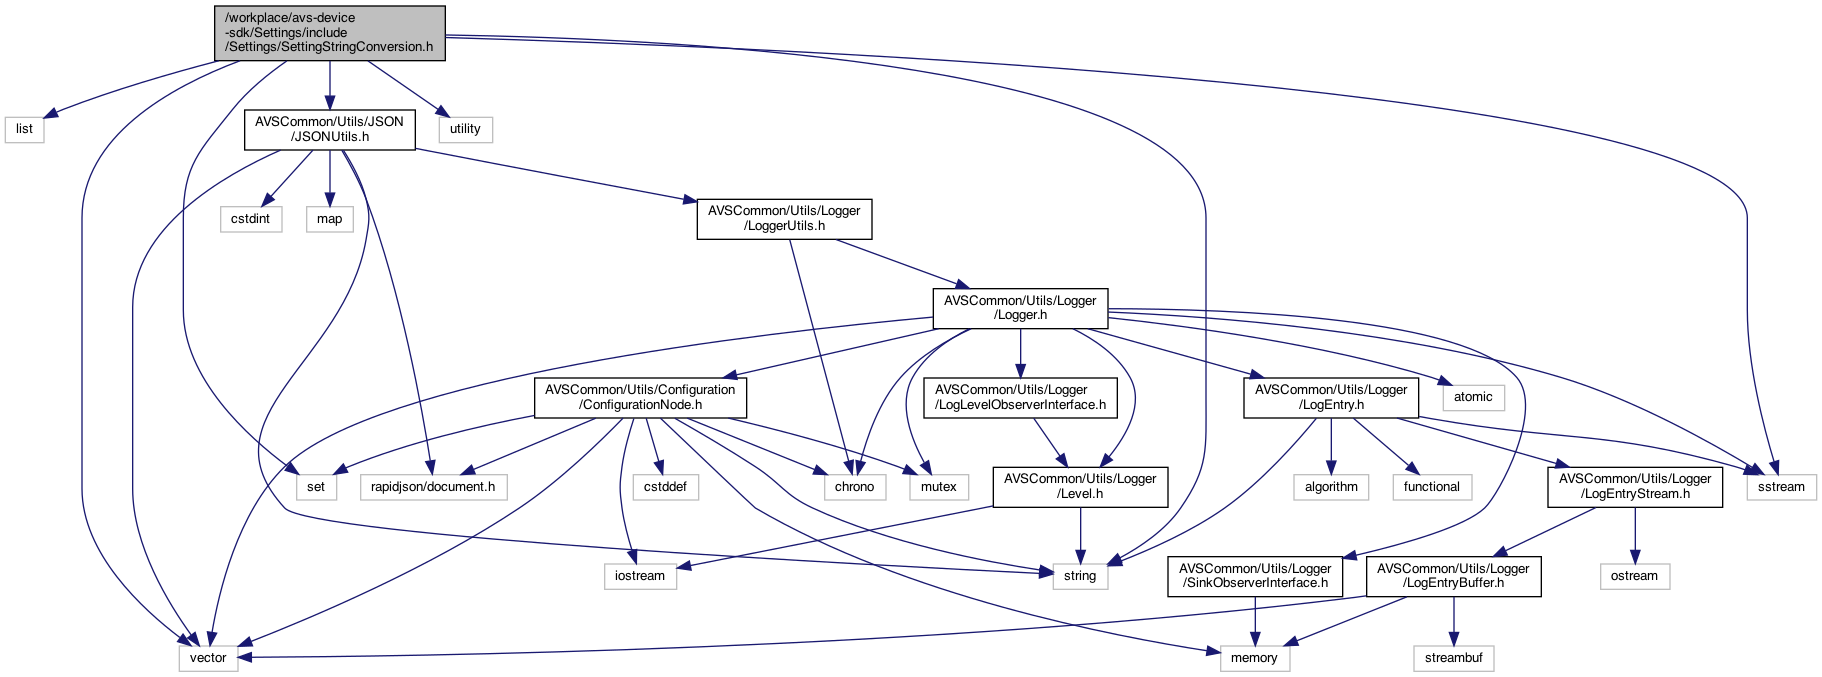 /workplace/avs-device
-sdk/Settings/include
/Settings/SettingStringConversion.h
list
AVSCommon/Utils/JSON
/JSONUtils.h
utility
cstdint
map
AVSCommon/Utils/Logger
/LoggerUtils.h
AVSCommon/Utils/Logger
/Logger.h
AVSCommon/Utils/Configuration
/ConfigurationNode.h
AVSCommon/Utils/Logger
/LogLevelObserverInterface.h
AVSCommon/Utils/Logger
/LogEntry.h
atomic
set
rapidjson/document.h
cstddef
chrono
mutex
AVSCommon/Utils/Logger
/Level.h
algorithm
functional
AVSCommon/Utils/Logger
/LogEntryStream.h
sstream
iostream
string
AVSCommon/Utils/Logger
/SinkObserverInterface.h
AVSCommon/Utils/Logger
/LogEntryBuffer.h
ostream
vector
memory
streambuf